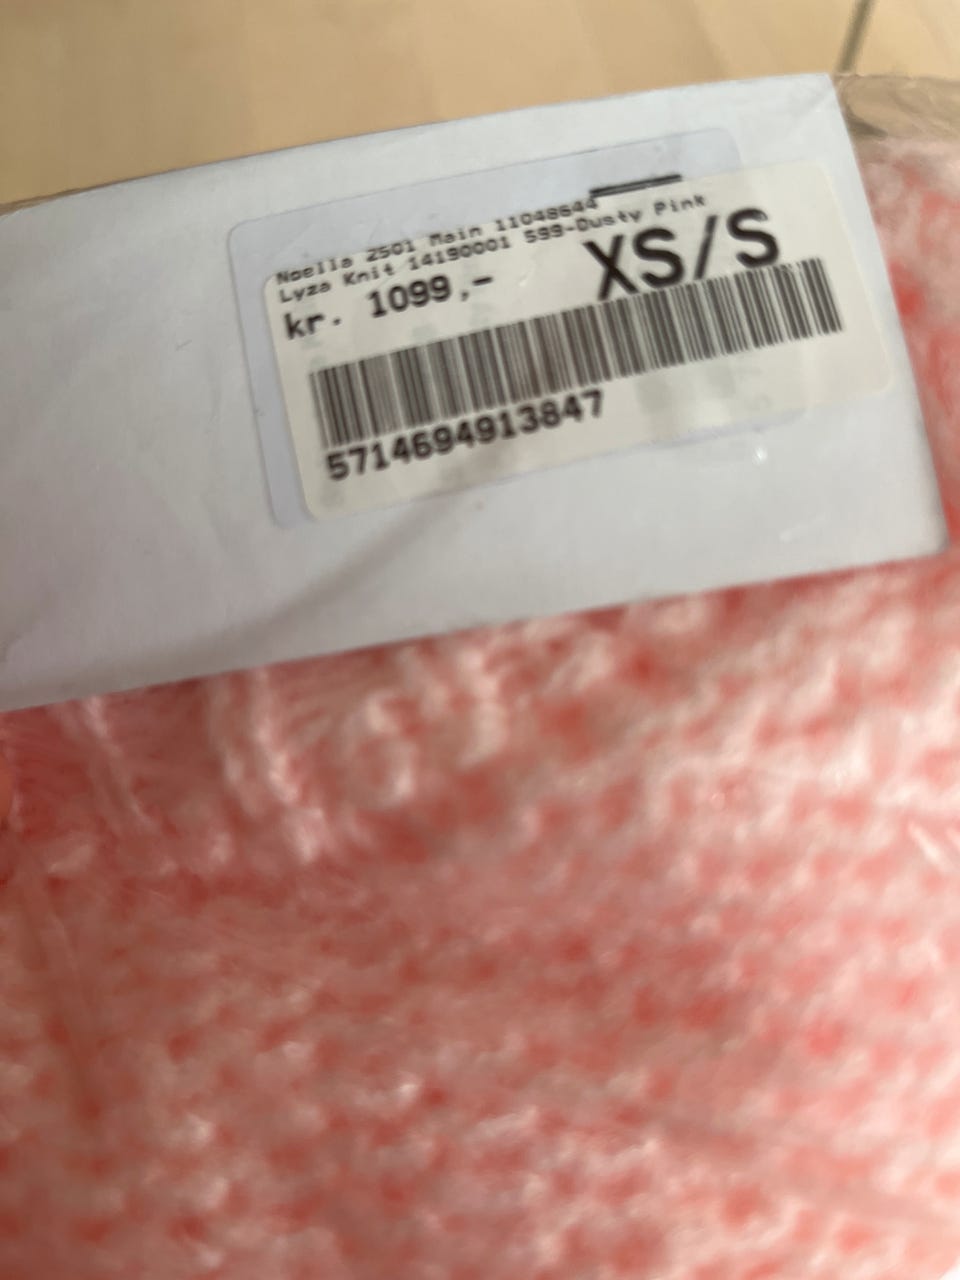 Noella 2501 Main 11048644
Lyza Knit 14190001 599-Dusty Pink
kr. 1099,-
XS/S
5714694913847